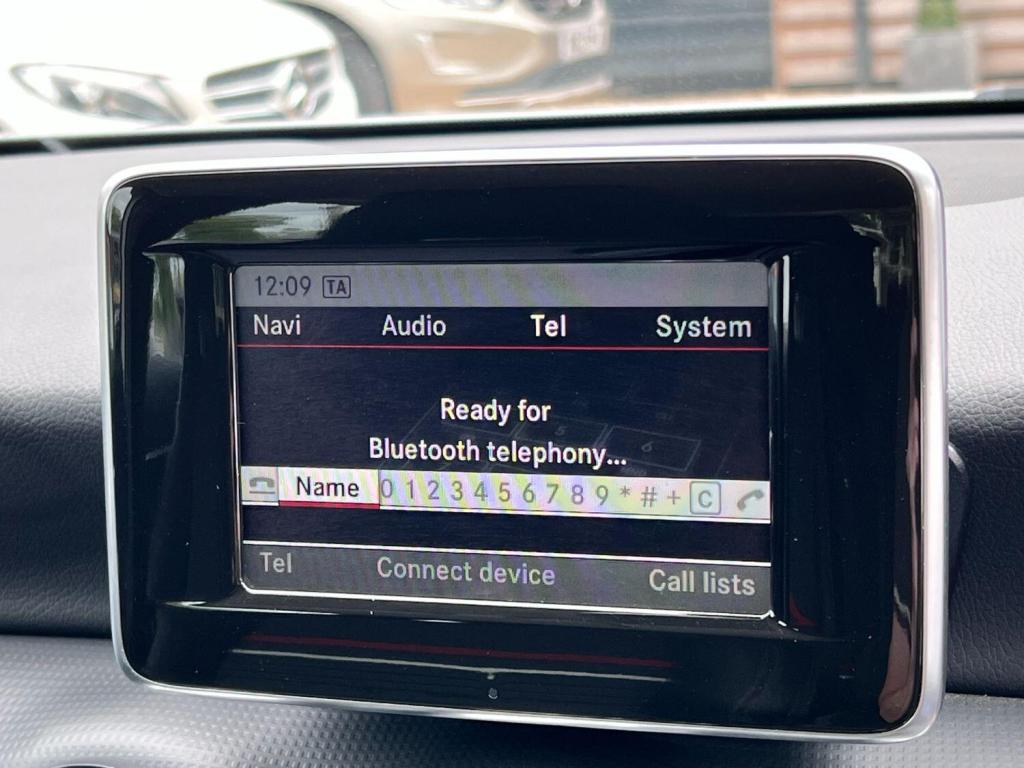 12:09 TA
Navi Audio Tel System
Ready for
Bluetooth telephony...
Name 0 1 2 3 4 5 6 7 8 9 * # + C
Tel Connect device Call lists